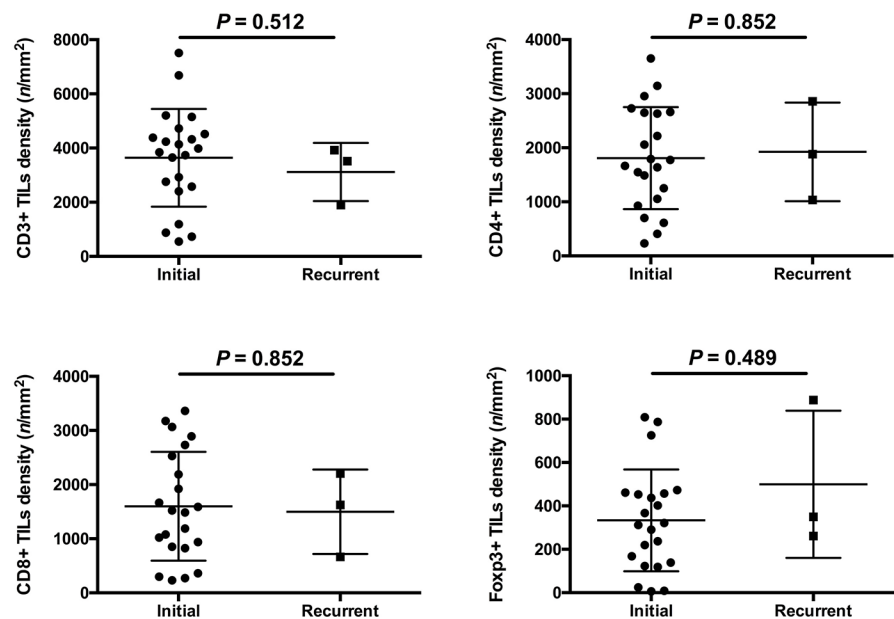 P = 0.512
CD3+ TILs density (n/mm²)
8000
6000
4000
2000
0
Initial
Recurrent
P = 0.852
CD4+ TILs density (n/mm²)
4000
3000
2000
1000
0
Initial
Recurrent
P = 0.852
CD8+ TILs density (n/mm²)
4000
3000
2000
1000
0
Initial
Recurrent
P = 0.489
Foxp3+ TILs density (n/mm²)
1000
800
600
400
200
0
Initial
Recurrent